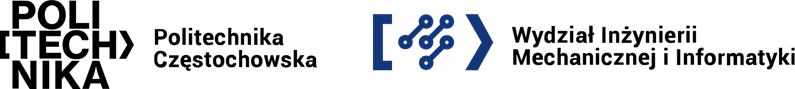 POLI
[TECH>
NIKA
Politechnika
Częstochowska
Wydział Inżynierii
Mechanicznej i Informatyki